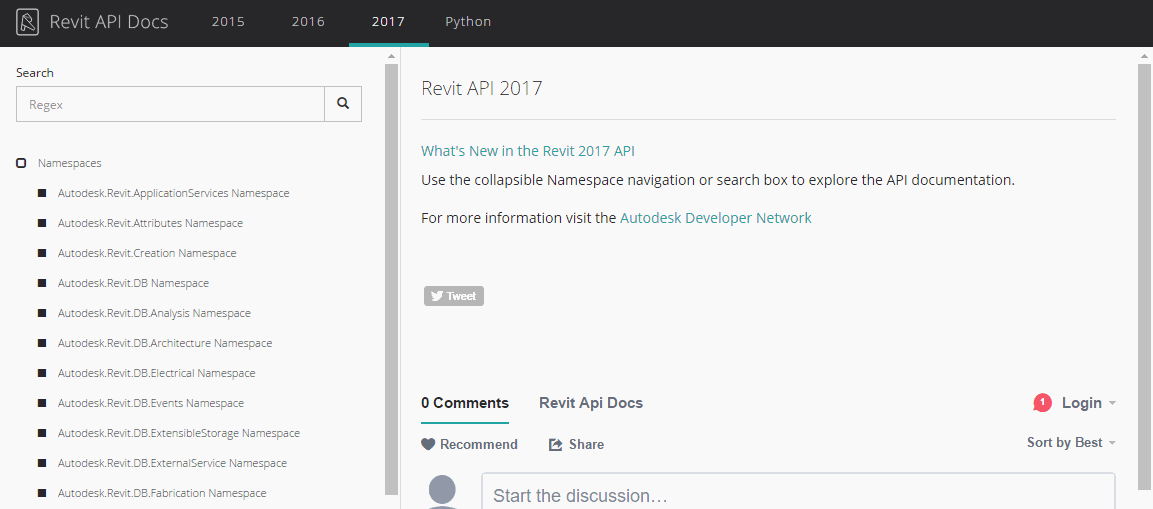 Revit API Docs 2015 2016 2017 Python
Search
Regex
Namespaces
Autodesk.Revit.ApplicationServices Namespace
Autodesk.Revit.Attributes Namespace
Autodesk.Revit.Creation Namespace
Autodesk.Revit.DB Namespace
Autodesk.Revit.DB.Analysis Namespace
Autodesk.Revit.DB.Architecture Namespace
Autodesk.Revit.DB.Electrical Namespace
Autodesk.Revit.DB.Events Namespace
Autodesk.Revit.DB.ExtensibleStorage Namespace
Autodesk.Revit.DB.ExternalService Namespace
Autodesk.Revit.DB.Fabrication Namespace
Revit API 2017
What's New in the Revit 2017 API
Use the collapsible Namespace navigation or search box to explore the API documentation.
For more information visit the Autodesk Developer Network
Tweet
0 Comments Revit Api Docs 1 Login
Recommend Share Sort by Best
Start the discussion…